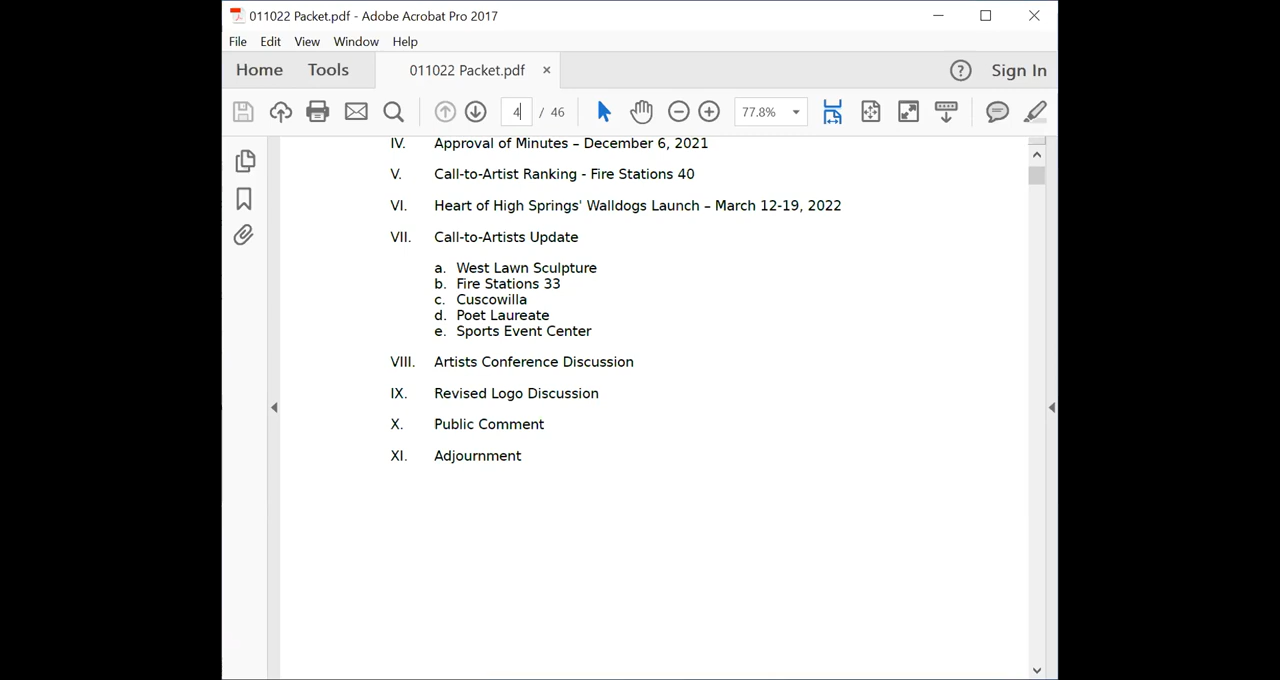 011022 Packet.pdf - Adobe Acrobat Pro 2017
File Edit View Window Help
Home Tools 011022 Packet.pdf × Sign In
4 / 46 77.8%
IV. Approval of Minutes – December 6, 2021
V. Call-to-Artist Ranking - Fire Stations 40
VI. Heart of High Springs' Walldogs Launch – March 12-19, 2022
VII. Call-to-Artists Update
a. West Lawn Sculpture
b. Fire Stations 33
c. Cuscowilla
d. Poet Laureate
e. Sports Event Center
VIII. Artists Conference Discussion
IX. Revised Logo Discussion
X. Public Comment
XI. Adjournment